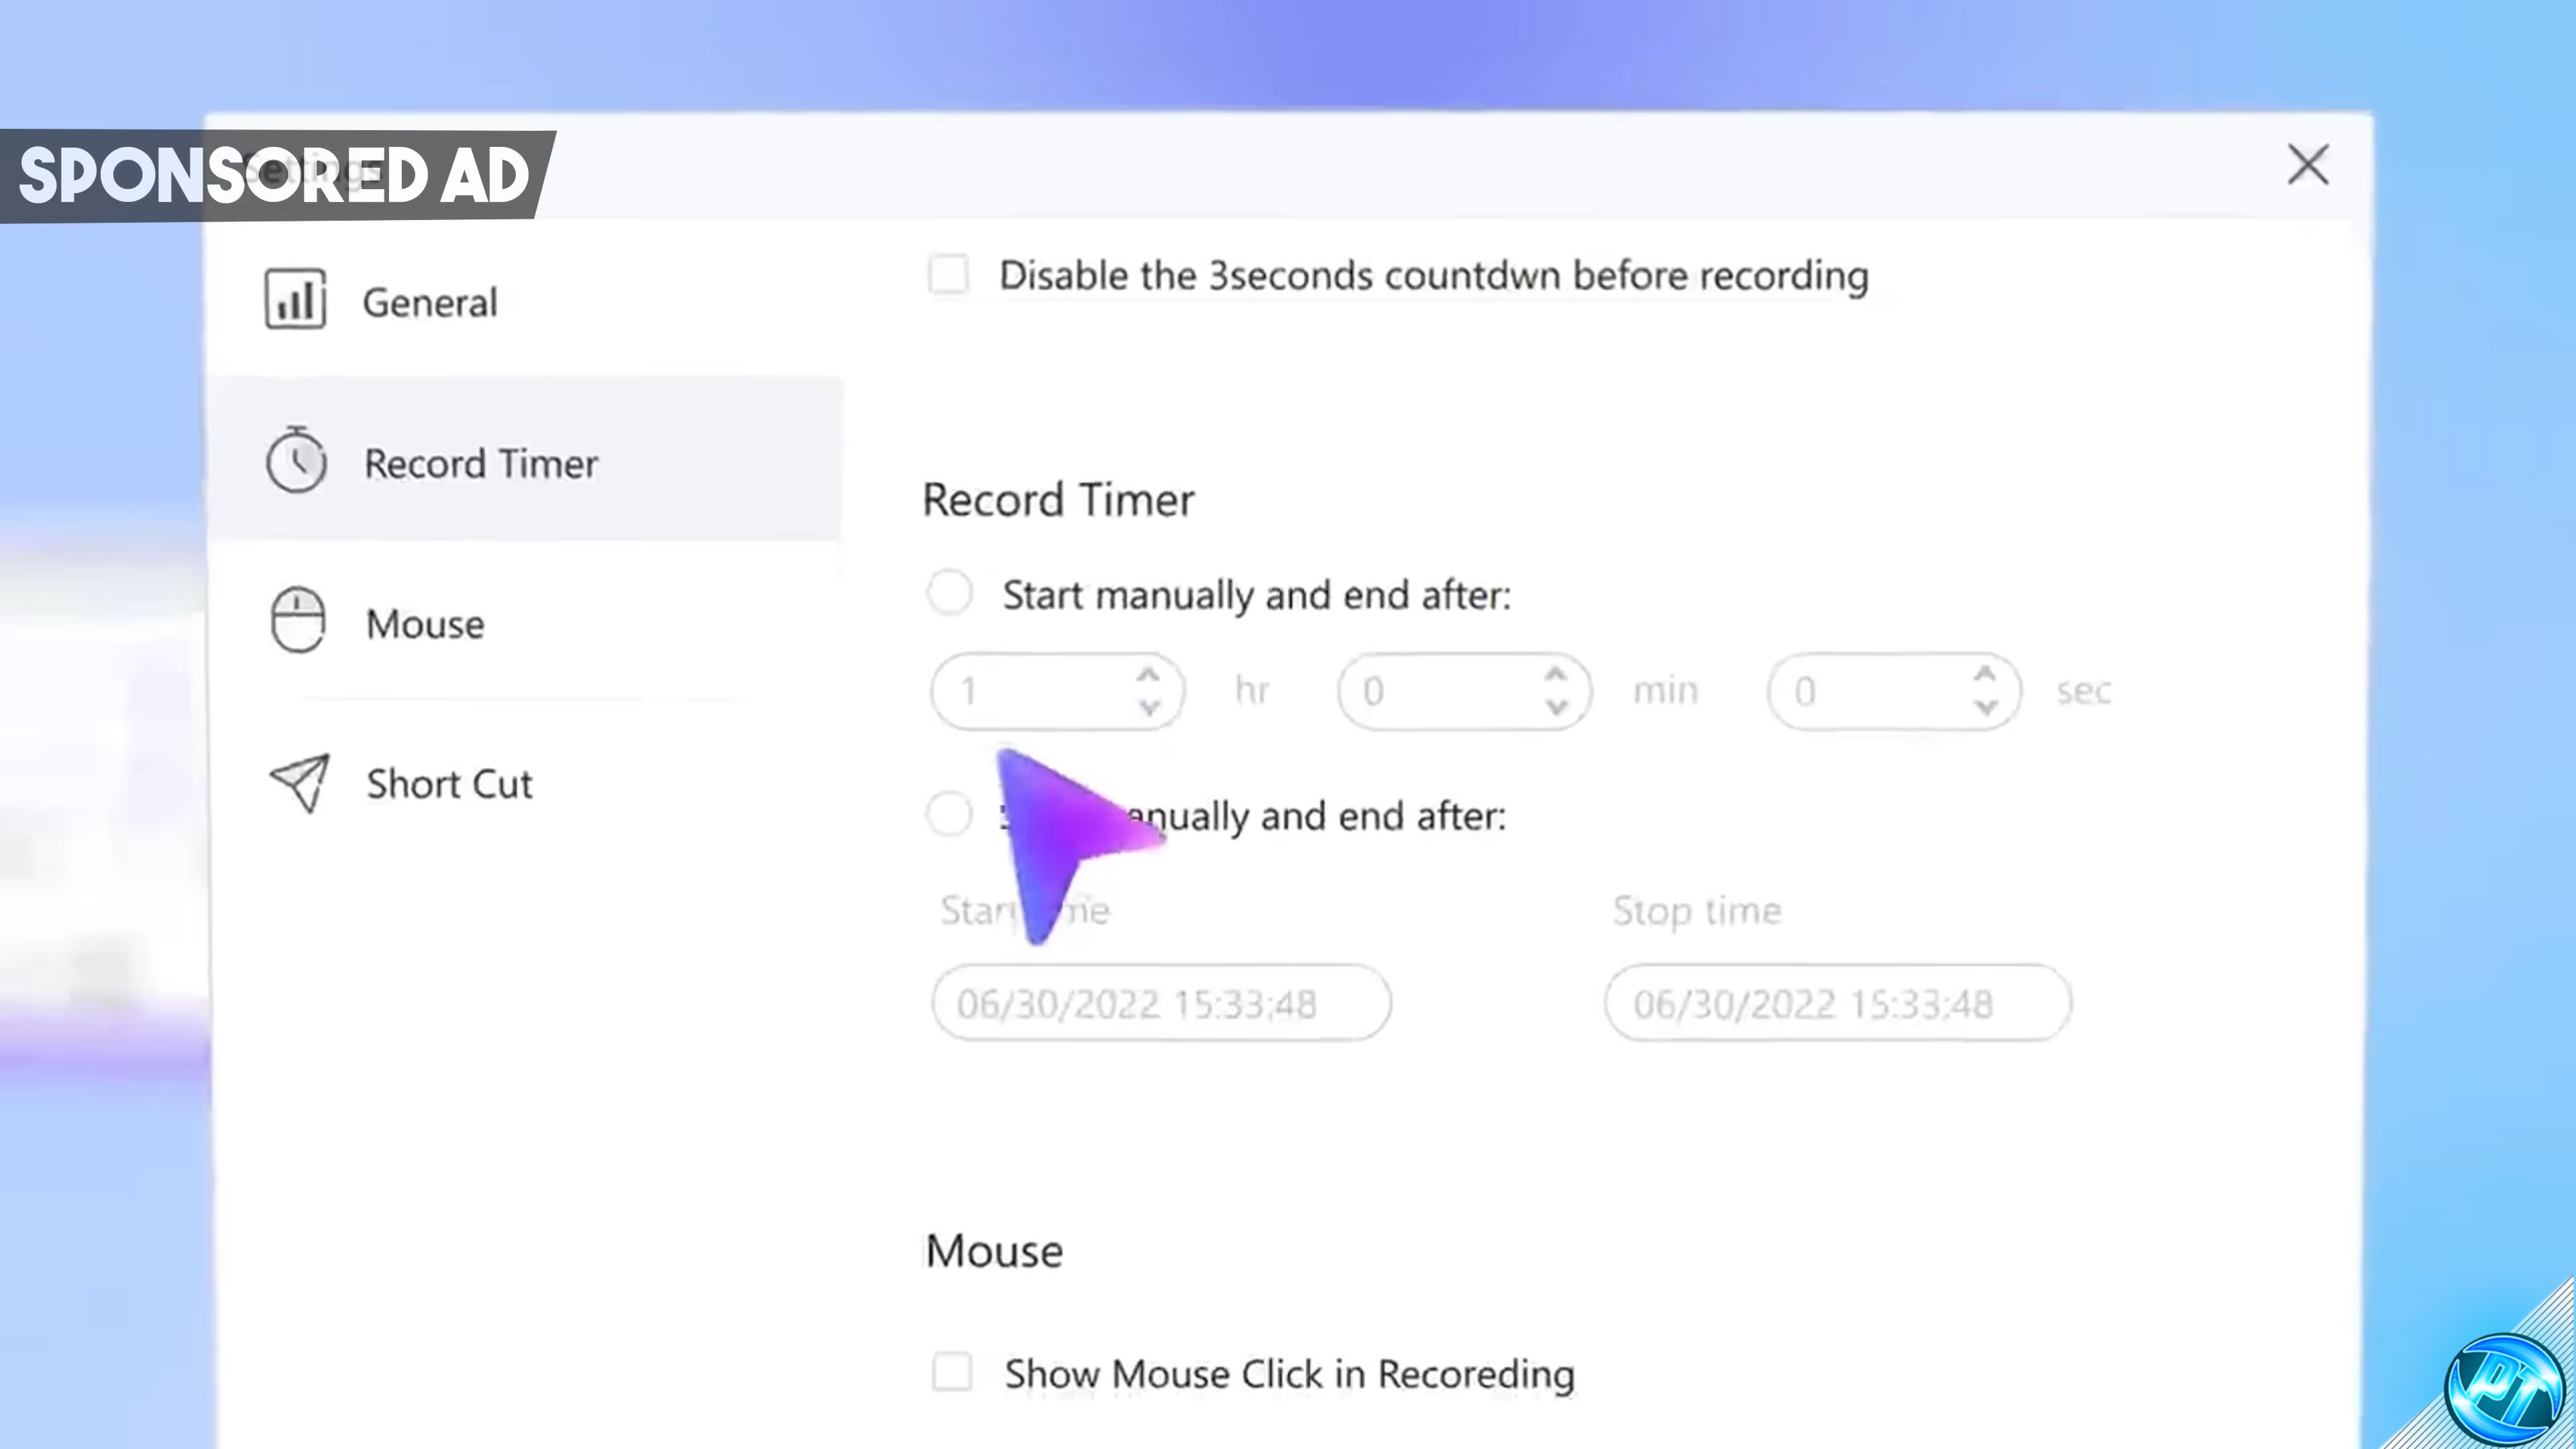 SPONSORED AD
Settings
General
Record Timer
Mouse
Short Cut
Disable the 3seconds countdwn before recording
Record Timer
Start manually and end after:
1 hr 0 min 0 sec
and end after:
Stop time
06/30/2022 15:33:48 06/30/2022 15:33:48
Mouse
Show Mouse Click in Recoreding
PT